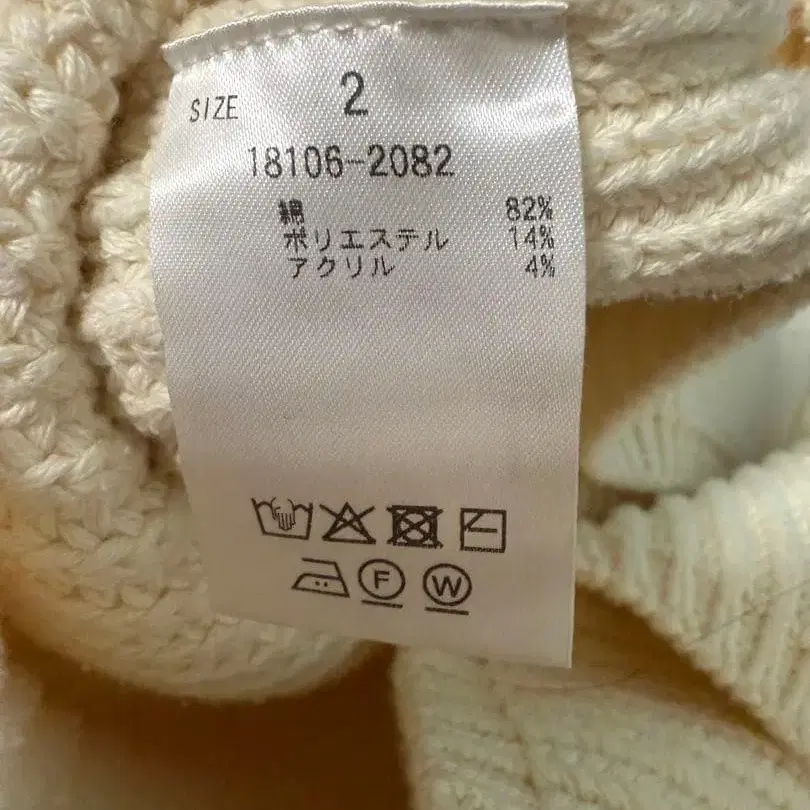 SIZE 2
18106-2082
綿 82%
ポリエステル 14%
アクリル 4%
F W